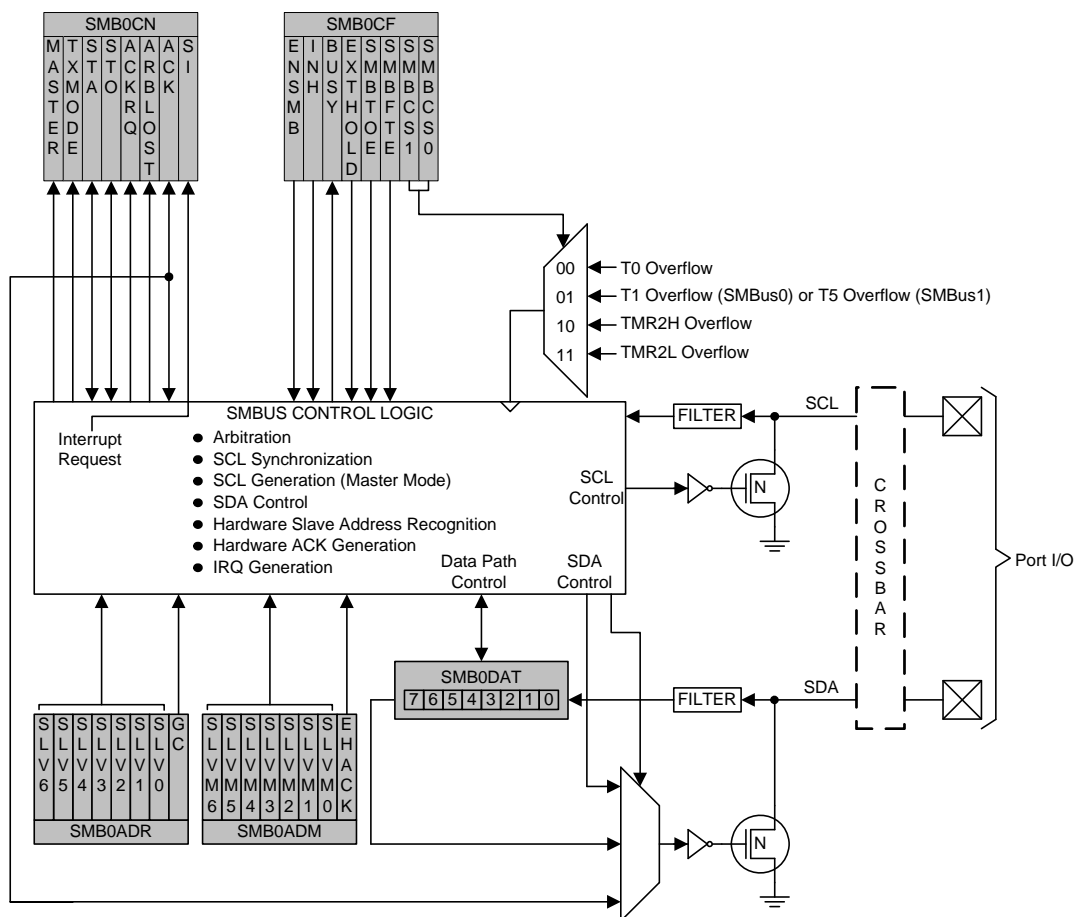 SMB0CN
MASTER
TXMODE
STA
STO
ACKRQ
ARBLOST
ACK
SI
SMB0CF
ENSMB
INH
BUSY
EXTHOLD
SMBTOE
SMBFTE
SMBCS1
SMBCS0
00
01
10
11
T0 Overflow
T1 Overflow (SMBus0) or T5 Overflow (SMBus1)
TMR2H Overflow
TMR2L Overflow
SMBUS CONTROL LOGIC
Interrupt
Request
● Arbitration
● SCL Synchronization
● SCL Generation (Master Mode)
● SDA Control
● Hardware Slave Address Recognition
● Hardware ACK Generation
● IRQ Generation
Data Path
Control
SCL
Control
SDA
Control
FILTER
SCL
N
CROSSBAR
Port I/O
SMB0DAT
7 6 5 4 3 2 1 0
FILTER
SDA
N
SLV6
SLV5
SLV4
SLV3
SLV2
SLV1
SLV0
GC
SMB0ADR
SLVM6
SLVM5
SLVM4
SLVM3
SLVM2
SLVM1
SLVM0
EHACK
SMB0ADM